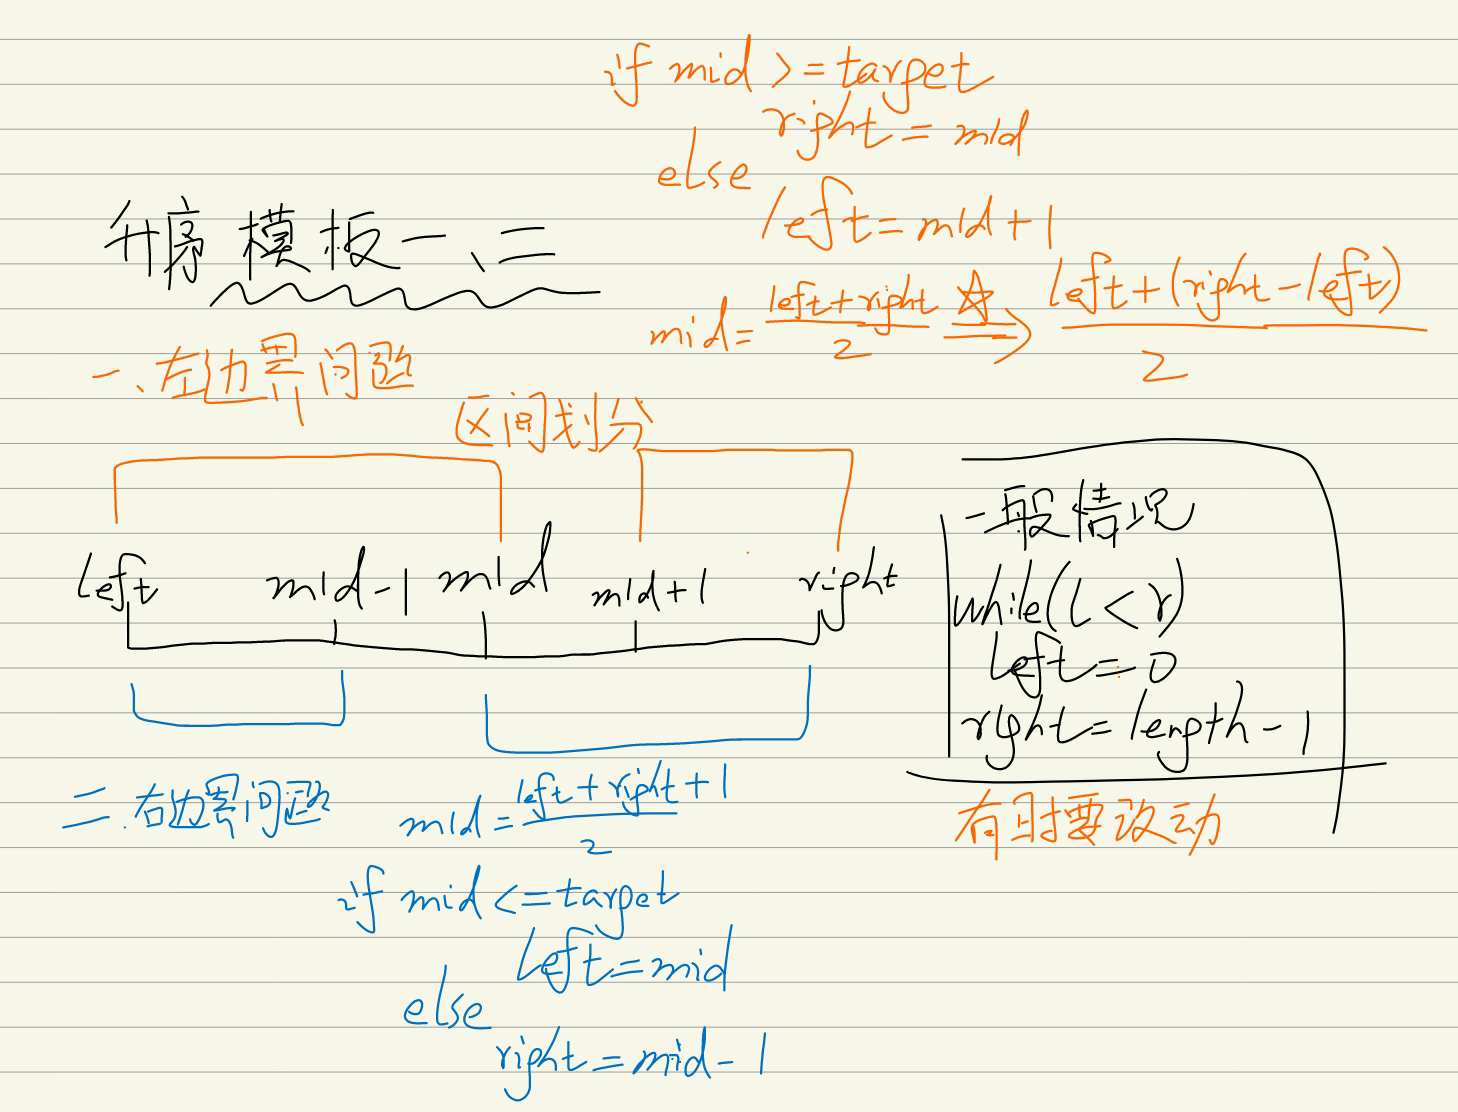 if mid >= target
right = mid
else
left = mid + 1
升序 模板一、二
mid = (left + right)/2 ☆⇒ (left + (right - left))/2
一、左边界问题
区间划分
left mid-1 mid mid+1 right
一般情况
while(l < r)
left = 0
right = length - 1
有时要改动
二.右边界问题
mid = (left + right + 1)/2
if mid <= target
left = mid
else
right = mid - 1